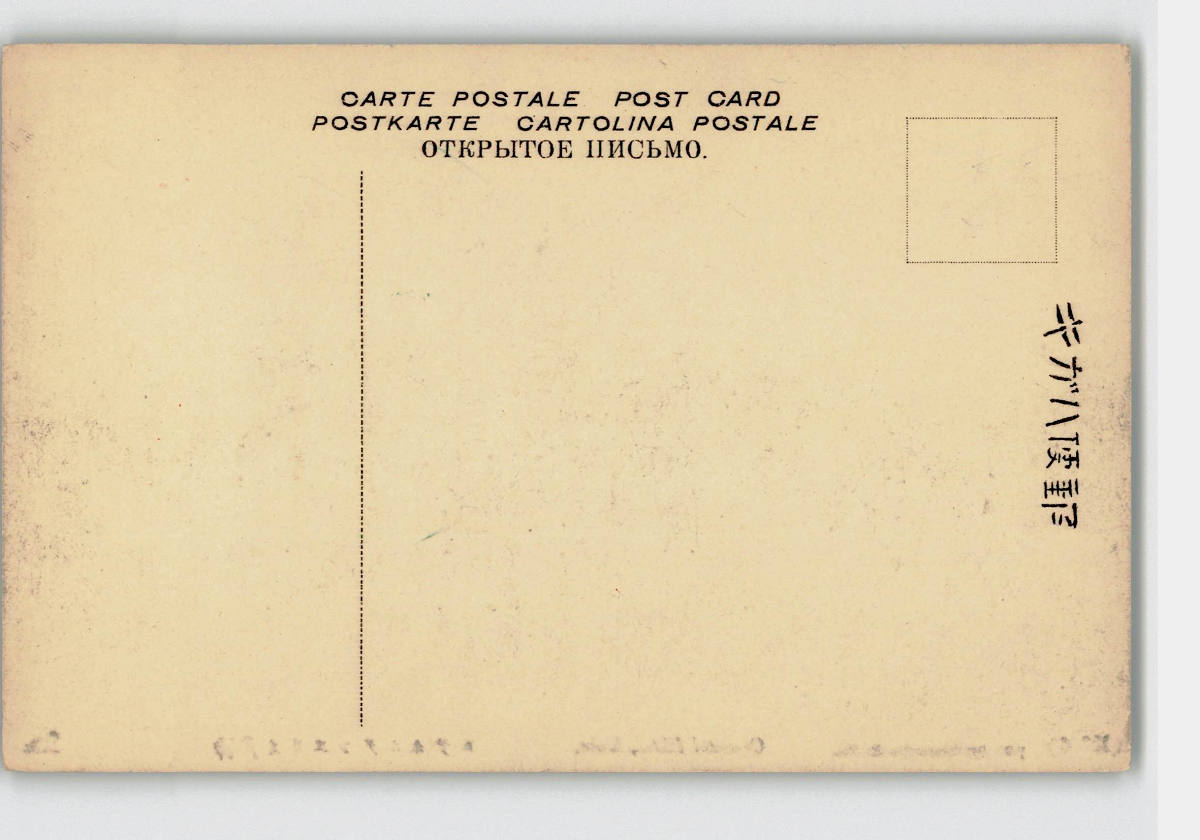 CARTE POSTALE POST CARD
POSTKARTE CARTOLINA POSTALE
ОТКРЫТОЕ ПИСЬМО.
郵便ハガキ